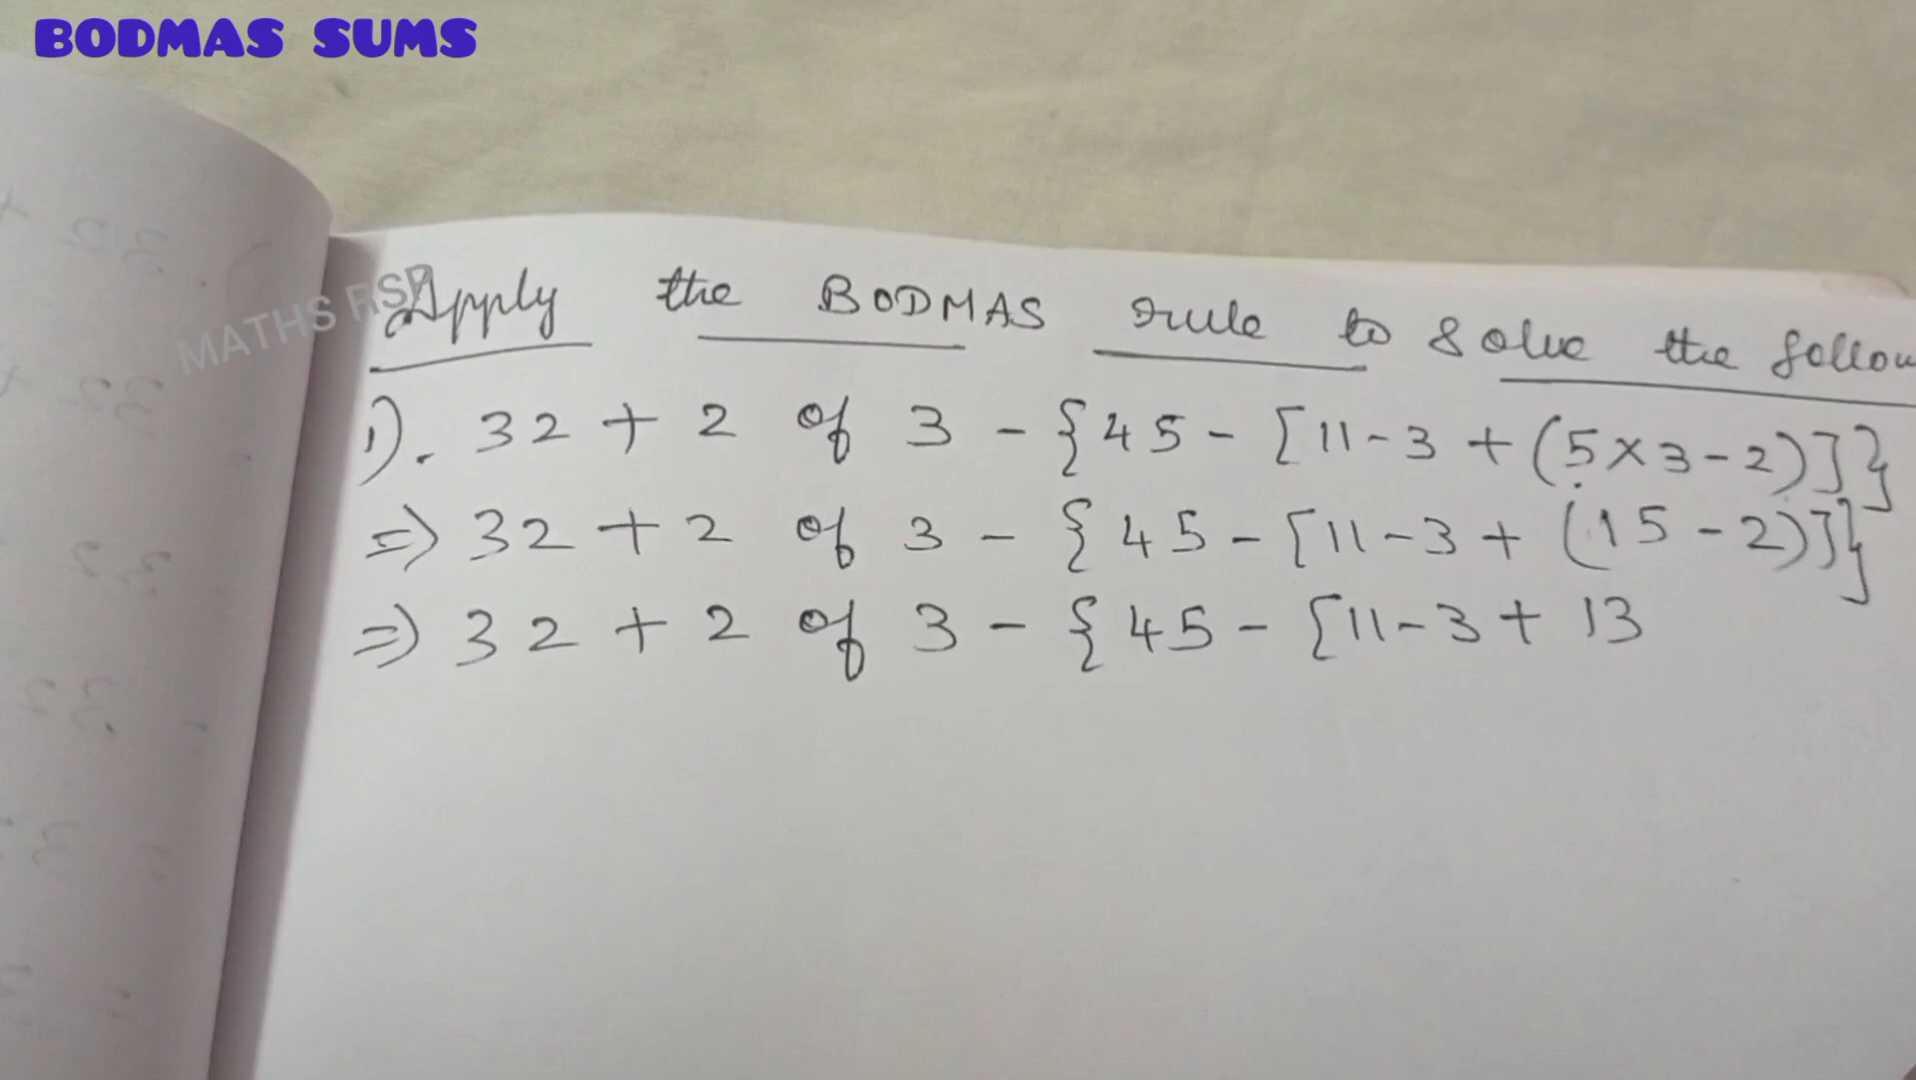 BODMAS SUMS
MATHS RSP
Apply the BODMAS rule to solve the follow
1). 32 + 2 of 3 - {45 - [11-3 + (5×3-2)]}
⇒ 32 + 2 of 3 - {45 - [11-3 + (15-2)]}
⇒ 32 + 2 of 3 - {45 - [11-3 + 13